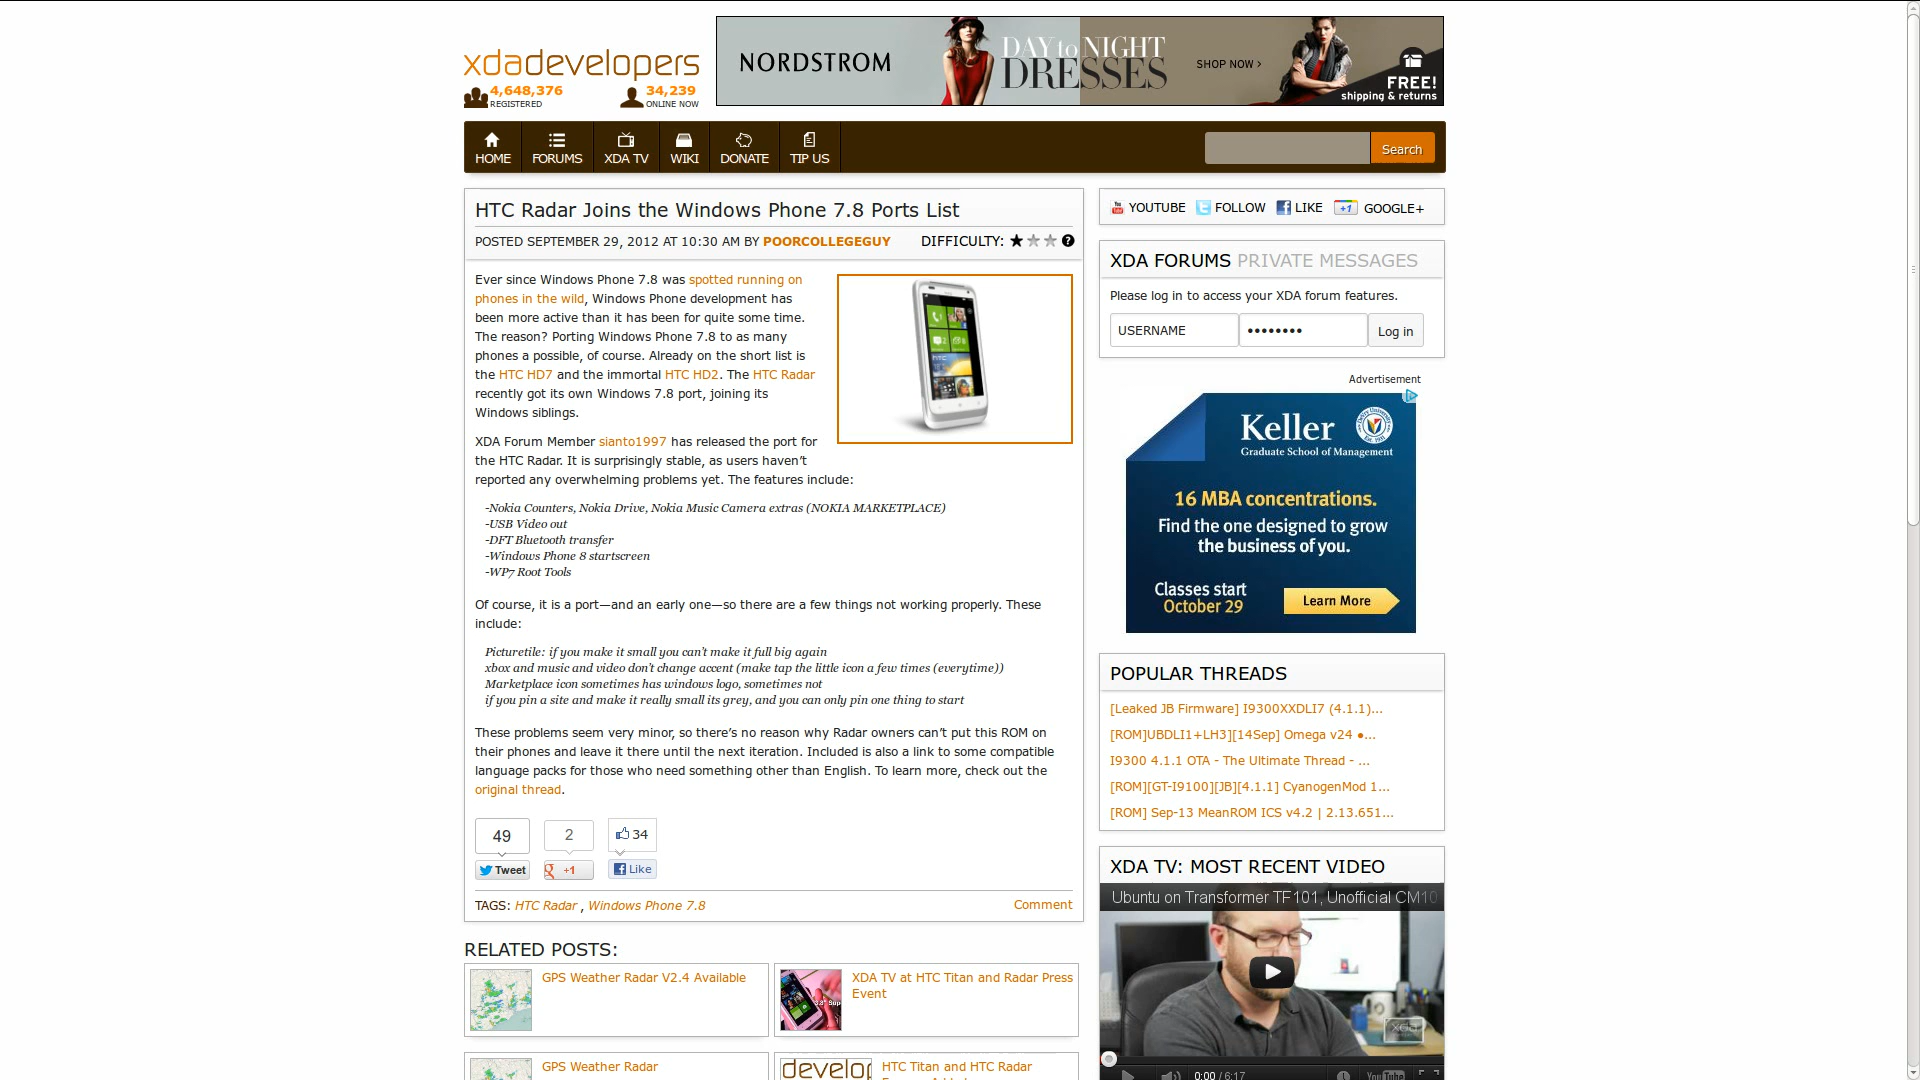 xdadevelopers
4,648,376
REGISTERED
34,239
ONLINE NOW
NORDSTROM
DAY to NIGHT
DRESSES
SHOP NOW ›
FREE!
shipping & returns
HOME
FORUMS
XDA TV
WIKI
DONATE
TIP US
Search
HTC Radar Joins the Windows Phone 7.8 Ports List
POSTED SEPTEMBER 29, 2012 AT 10:30 AM BY POORCOLLEGEGUY
DIFFICULTY: ★★★ ?
Ever since Windows Phone 7.8 was spotted running on
phones in the wild, Windows Phone development has
been more active than it has been for quite some time.
The reason? Porting Windows Phone 7.8 to as many
phones a possible, of course. Already on the short list is
the HTC HD7 and the immortal HTC HD2. The HTC Radar
recently got its own Windows 7.8 port, joining its
Windows siblings.
XDA Forum Member sianto1997 has released the port for
the HTC Radar. It is surprisingly stable, as users haven’t
reported any overwhelming problems yet. The features include:
-Nokia Counters, Nokia Drive, Nokia Music Camera extras (NOKIA MARKETPLACE)
-USB Video out
-DFT Bluetooth transfer
-Windows Phone 8 startscreen
-WP7 Root Tools
Of course, it is a port—and an early one—so there are a few things not working properly. These
include:
Picturetile: if you make it small you can’t make it full big again
xbox and music and video don’t change accent (make tap the little icon a few times (everytime))
Marketplace icon sometimes has windows logo, sometimes not
if you pin a site and make it really small its grey, and you can only pin one thing to start
These problems seem very minor, so there’s no reason why Radar owners can’t put this ROM on
their phones and leave it there until the next iteration. Included is also a link to some compatible
language packs for those who need something other than English. To learn more, check out the
original thread.
49
2
34
Tweet
+1
Like
TAGS: HTC Radar , Windows Phone 7.8
Comment
RELATED POSTS:
GPS Weather Radar V2.4 Available
XDA TV at HTC Titan and Radar Press
Event
GPS Weather Radar
HTC Titan and HTC Radar
YOUTUBE
FOLLOW
LIKE
+1
GOOGLE+
XDA FORUMS PRIVATE MESSAGES
Please log in to access your XDA forum features.
USERNAME
••••••••
Log in
Advertisement
Keller
Graduate School of Management
16 MBA concentrations.
Find the one designed to grow
the business of you.
Classes start
October 29
Learn More
POPULAR THREADS
[Leaked JB Firmware] I9300XXDLI7 (4.1.1)...
[ROM]UBDLI1+LH3][14Sep] Omega v24 ●...
I9300 4.1.1 OTA - The Ultimate Thread - ...
[ROM][GT-I9100][JB][4.1.1] CyanogenMod 1...
[ROM] Sep-13 MeanROM ICS v4.2 | 2.13.651...
XDA TV: MOST RECENT VIDEO
Ubuntu on Transformer TF101, Unofficial CM10
xda
0:00 / 6:17
YouTube